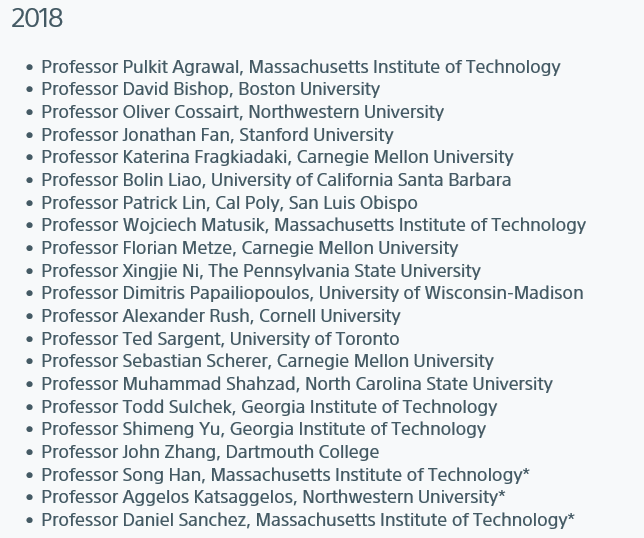 2018
• Professor Pulkit Agrawal, Massachusetts Institute of Technology
• Professor David Bishop, Boston University
• Professor Oliver Cossairt, Northwestern University
• Professor Jonathan Fan, Stanford University
• Professor Katerina Fragkiadaki, Carnegie Mellon University
• Professor Bolin Liao, University of California Santa Barbara
• Professor Patrick Lin, Cal Poly, San Luis Obispo
• Professor Wojciech Matusik, Massachusetts Institute of Technology
• Professor Florian Metze, Carnegie Mellon University
• Professor Xingjie Ni, The Pennsylvania State University
• Professor Dimitris Papailiopoulos, University of Wisconsin-Madison
• Professor Alexander Rush, Cornell University
• Professor Ted Sargent, University of Toronto
• Professor Sebastian Scherer, Carnegie Mellon University
• Professor Muhammad Shahzad, North Carolina State University
• Professor Todd Sulchek, Georgia Institute of Technology
• Professor Shimeng Yu, Georgia Institute of Technology
• Professor John Zhang, Dartmouth College
• Professor Song Han, Massachusetts Institute of Technology*
• Professor Aggelos Katsaggelos, Northwestern University*
• Professor Daniel Sanchez, Massachusetts Institute of Technology*